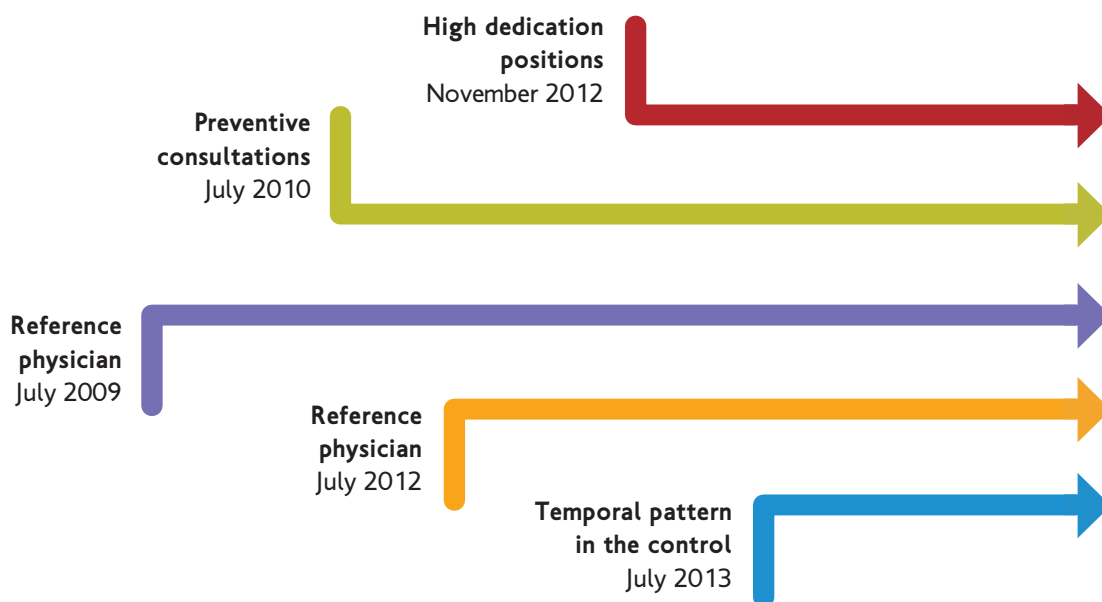 High dedication
positions
November 2012
Preventive
consultations
July 2010
Reference
physician
July 2009
Reference
physician
July 2012
Temporal pattern
in the control
July 2013